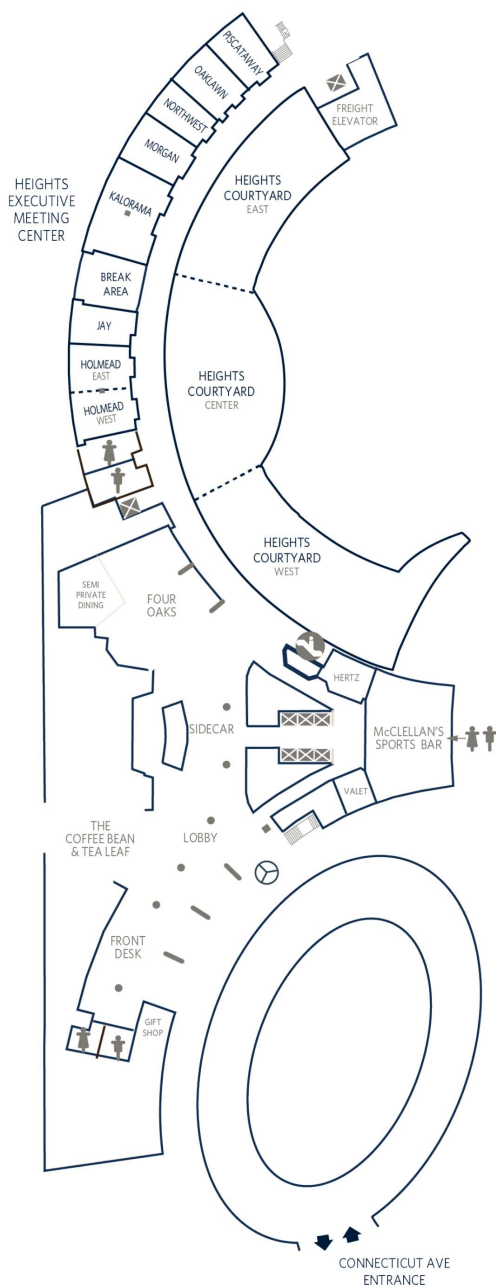 PISCATAWAY
OAKLAWN
NORTHWEST
MORGAN
KALORAMA
HEIGHTS
EXECUTIVE
MEETING
CENTER
FREIGHT
ELEVATOR
HEIGHTS
COURTYARD
EAST
BREAK
AREA
JAY
HOLMEAD
EAST
HOLMEAD
WEST
HEIGHTS
COURTYARD
CENTER
HEIGHTS
COURTYARD
WEST
SEMI
PRIVATE
DINING
FOUR
OAKS
HERTZ
SIDECAR
McCLELLAN'S
SPORTS BAR
VALET
THE
COFFEE BEAN
& TEA LEAF
LOBBY
FRONT
DESK
GIFT
SHOP
CONNECTICUT AVE
ENTRANCE